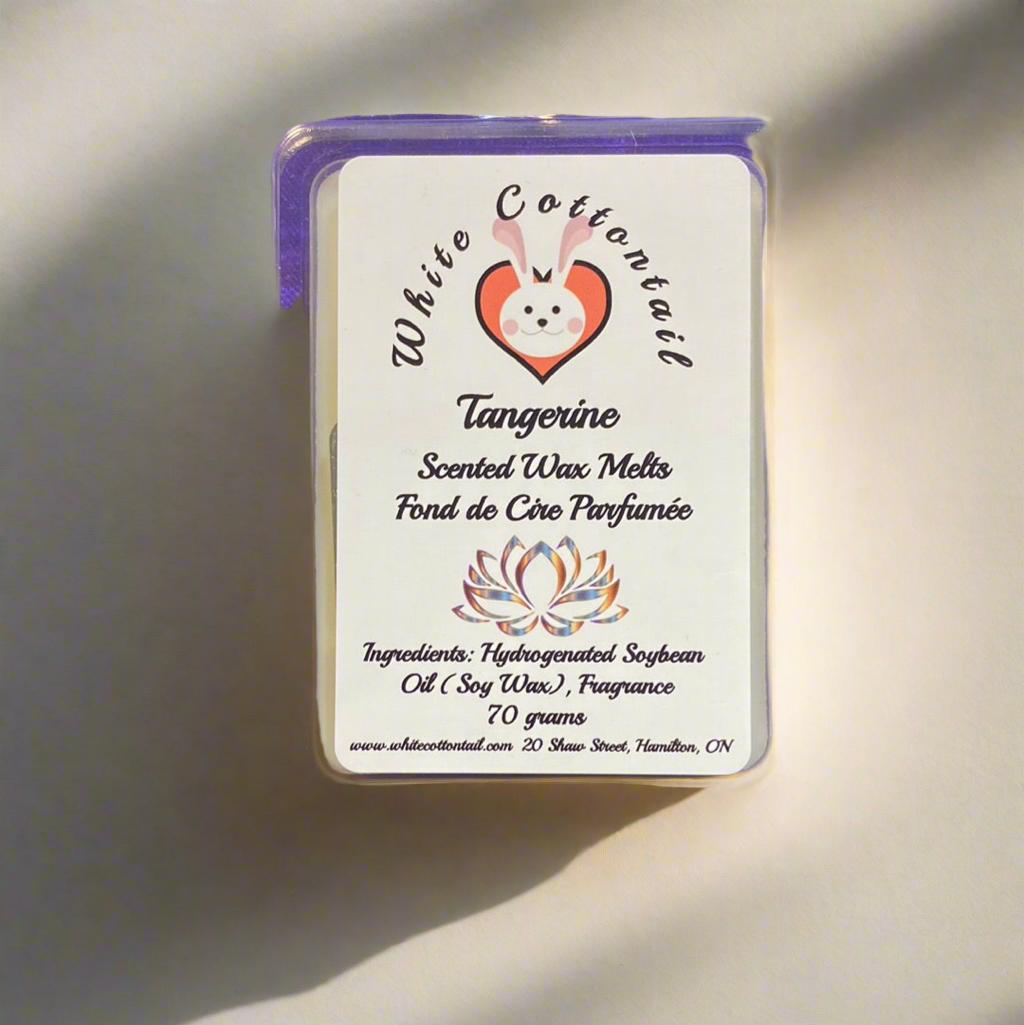 White Cottontail
Tangerine
Scented Wax Melts
Fond de Cire Parfumée
Ingredients: Hydrogenated Soybean
Oil ( Soy Wax) , Fragrance
70 grams
www.whitecottontail.com 20 Shaw Street, Hamilton, ON